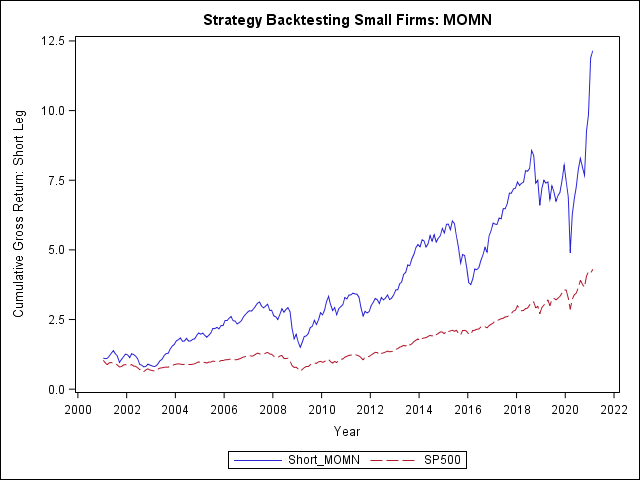 Strategy Backtesting Small Firms: MOMN
Cumulative Gross Return: Short Leg
12.5
10.0
7.5
5.0
2.5
0.0
2000 2002 2004 2006 2008 2010 2012 2014 2016 2018 2020 2022
Year
Short_MOMN SP500